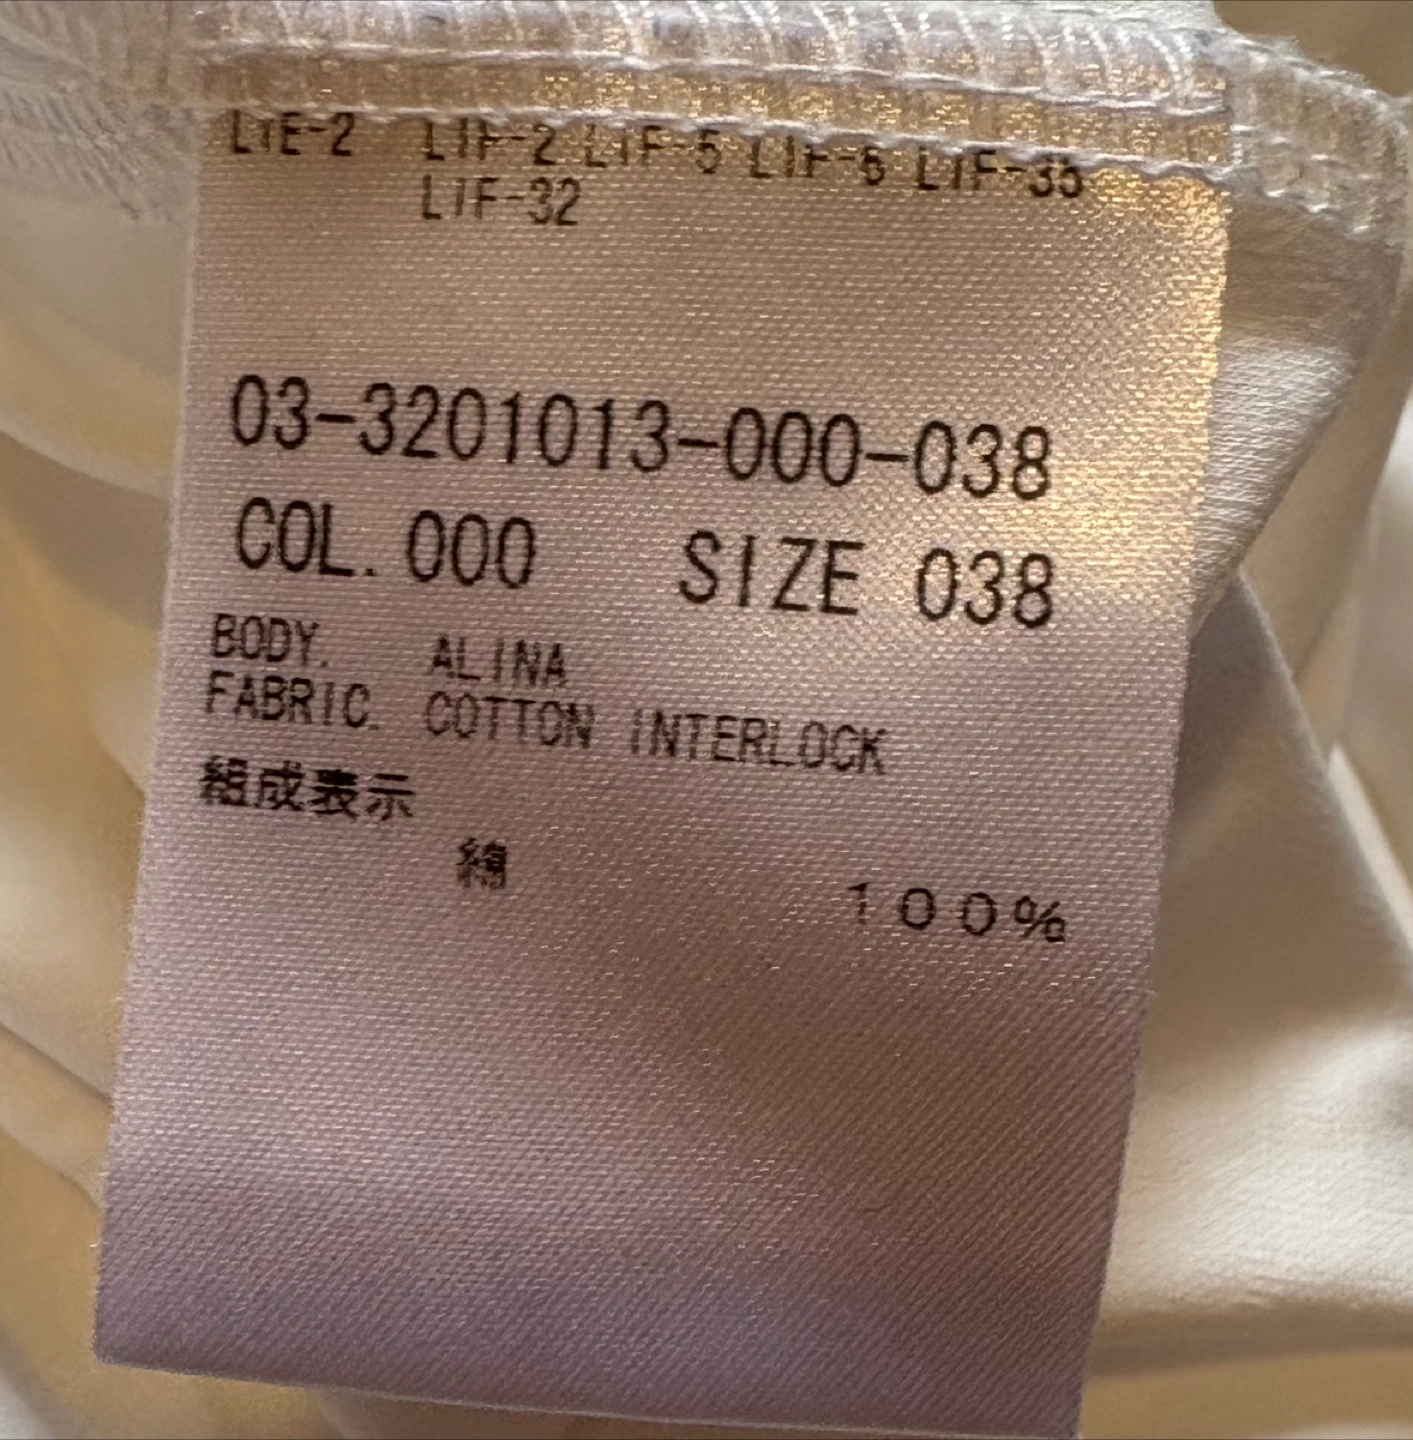 LTE-2 LIF-2 LIF-5 LIF-6 LIF-35
LIF-32
03-3201013-000-038
COL. 000 SIZE 038
BODY. ALINA
FABRIC. COTTON INTERLOCK
組成表示
綿 100%